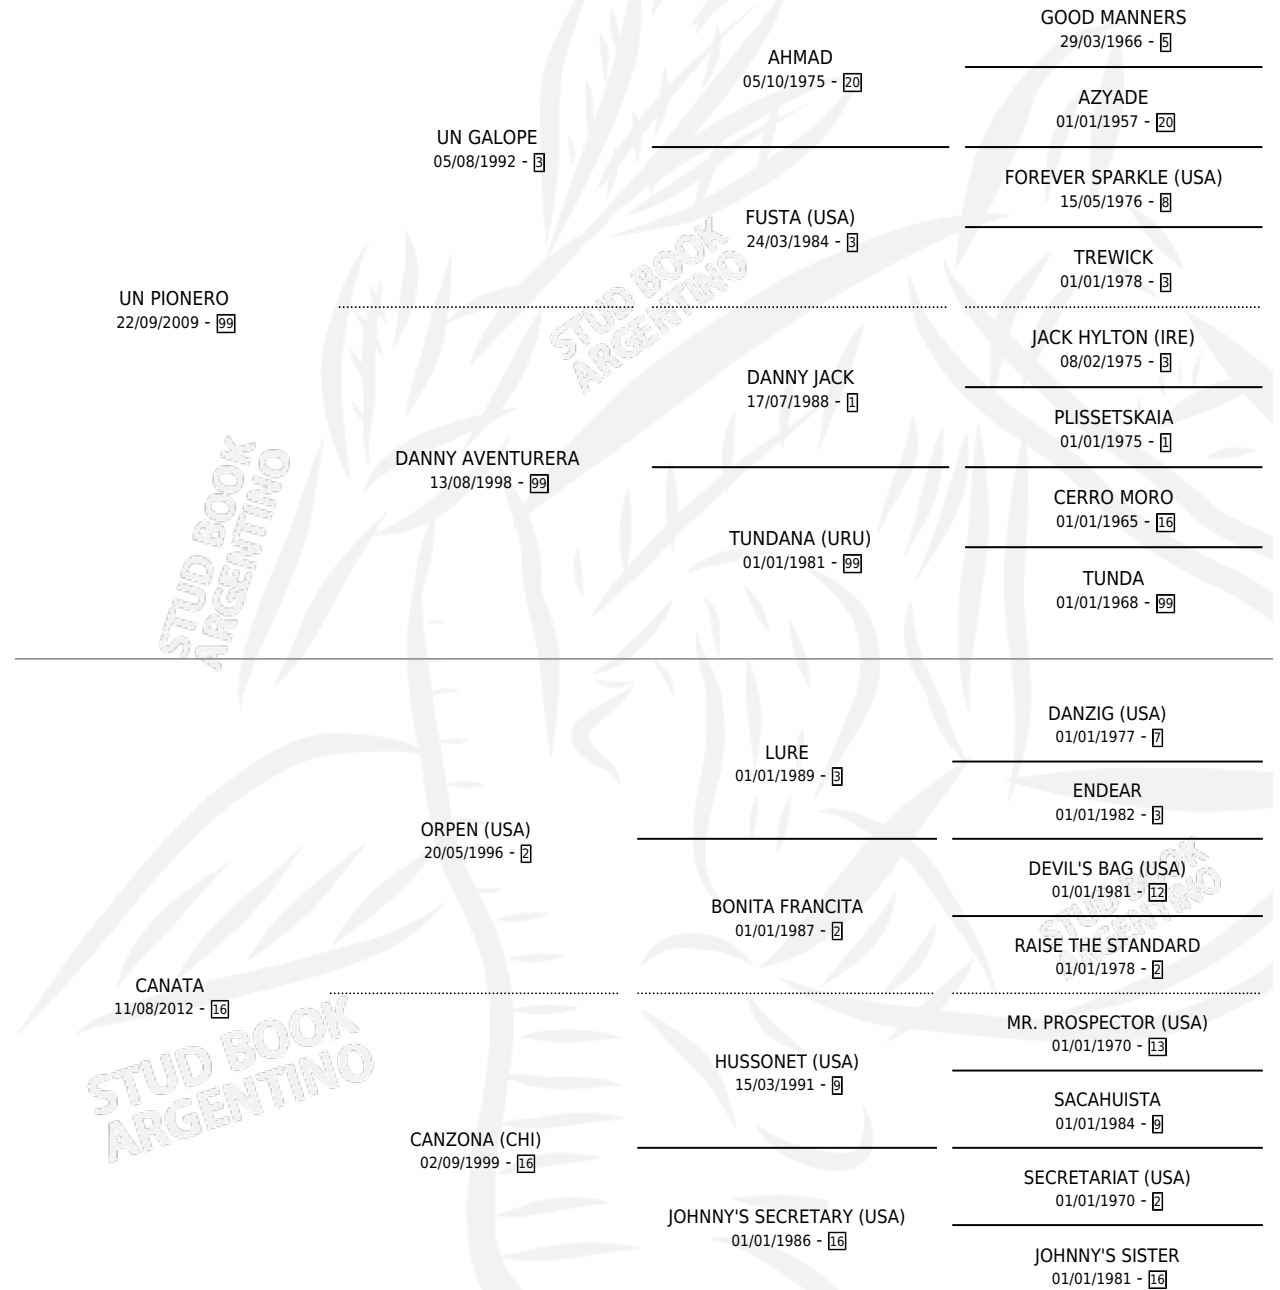 GOOD MANNERS
29/03/1966 - 5
AHMAD
05/10/1975 - 20
AZYADE
01/01/1957 - 20
UN GALOPE
05/08/1992 - 3
FOREVER SPARKLE (USA)
15/05/1976 - 8
FUSTA (USA)
24/03/1984 - 3
TREWICK
01/01/1978 - 3
UN PIONERO
22/09/2009 - 99
JACK HYLTON (IRE)
08/02/1975 - 3
DANNY JACK
17/07/1988 - 1
PLISSETSKAIA
01/01/1975 - 1
DANNY AVENTURERA
13/08/1998 - 99
CERRO MORO
01/01/1965 - 16
TUNDANA (URU)
01/01/1981 - 99
TUNDA
01/01/1968 - 99
DANZIG (USA)
01/01/1977 - 7
LURE
01/01/1989 - 3
ENDEAR
01/01/1982 - 3
ORPEN (USA)
20/05/1996 - 2
DEVIL'S BAG (USA)
01/01/1981 - 12
BONITA FRANCITA
01/01/1987 - 2
RAISE THE STANDARD
01/01/1978 - 2
CANATA
11/08/2012 - 16
MR. PROSPECTOR (USA)
01/01/1970 - 13
HUSSONET (USA)
15/03/1991 - 9
SACAHUISTA
01/01/1984 - 9
CANZONA (CHI)
02/09/1999 - 16
SECRETARIAT (USA)
01/01/1970 - 2
JOHNNY'S SECRETARY (USA)
01/01/1986 - 16
JOHNNY'S SISTER
01/01/1981 - 16
STUD BOOK
ARGENTINO
STUD BOOK
ARGENTINO
STUD BOOK
ARGENTINO
STUD BOOK
ARGENTINO